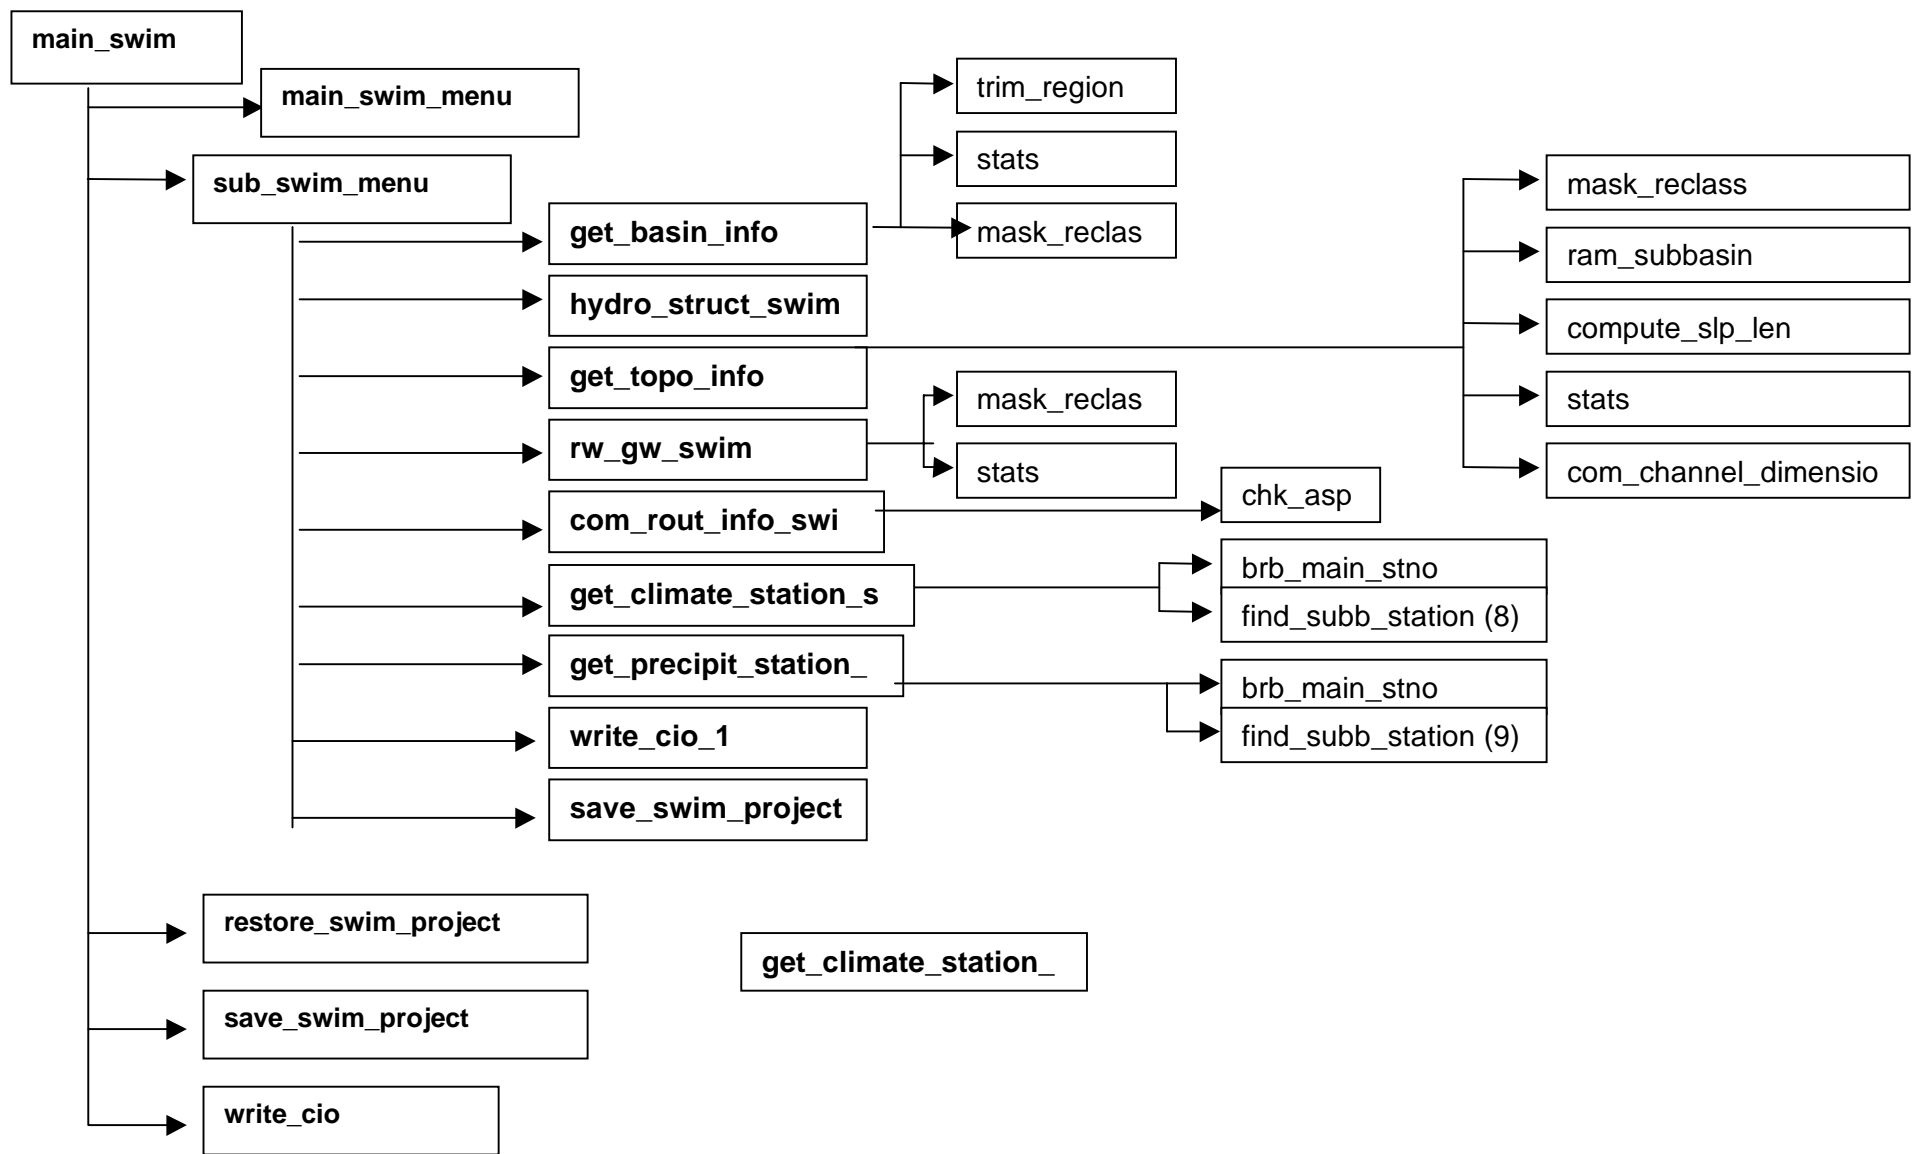 main_swim
main_swim_menu
sub_swim_menu
get_basin_info
trim_region
stats
mask_reclas
hydro_struct_swim
get_topo_info
mask_reclass
ram_subbasin
compute_slp_len
stats
com_channel_dimensio
rw_gw_swim
mask_reclas
stats
com_rout_info_swi
chk_asp
get_climate_station_s
brb_main_stno
find_subb_station (8)
get_precipit_station_
brb_main_stno
find_subb_station (9)
write_cio_1
save_swim_project
restore_swim_project
get_climate_station_
save_swim_project
write_cio